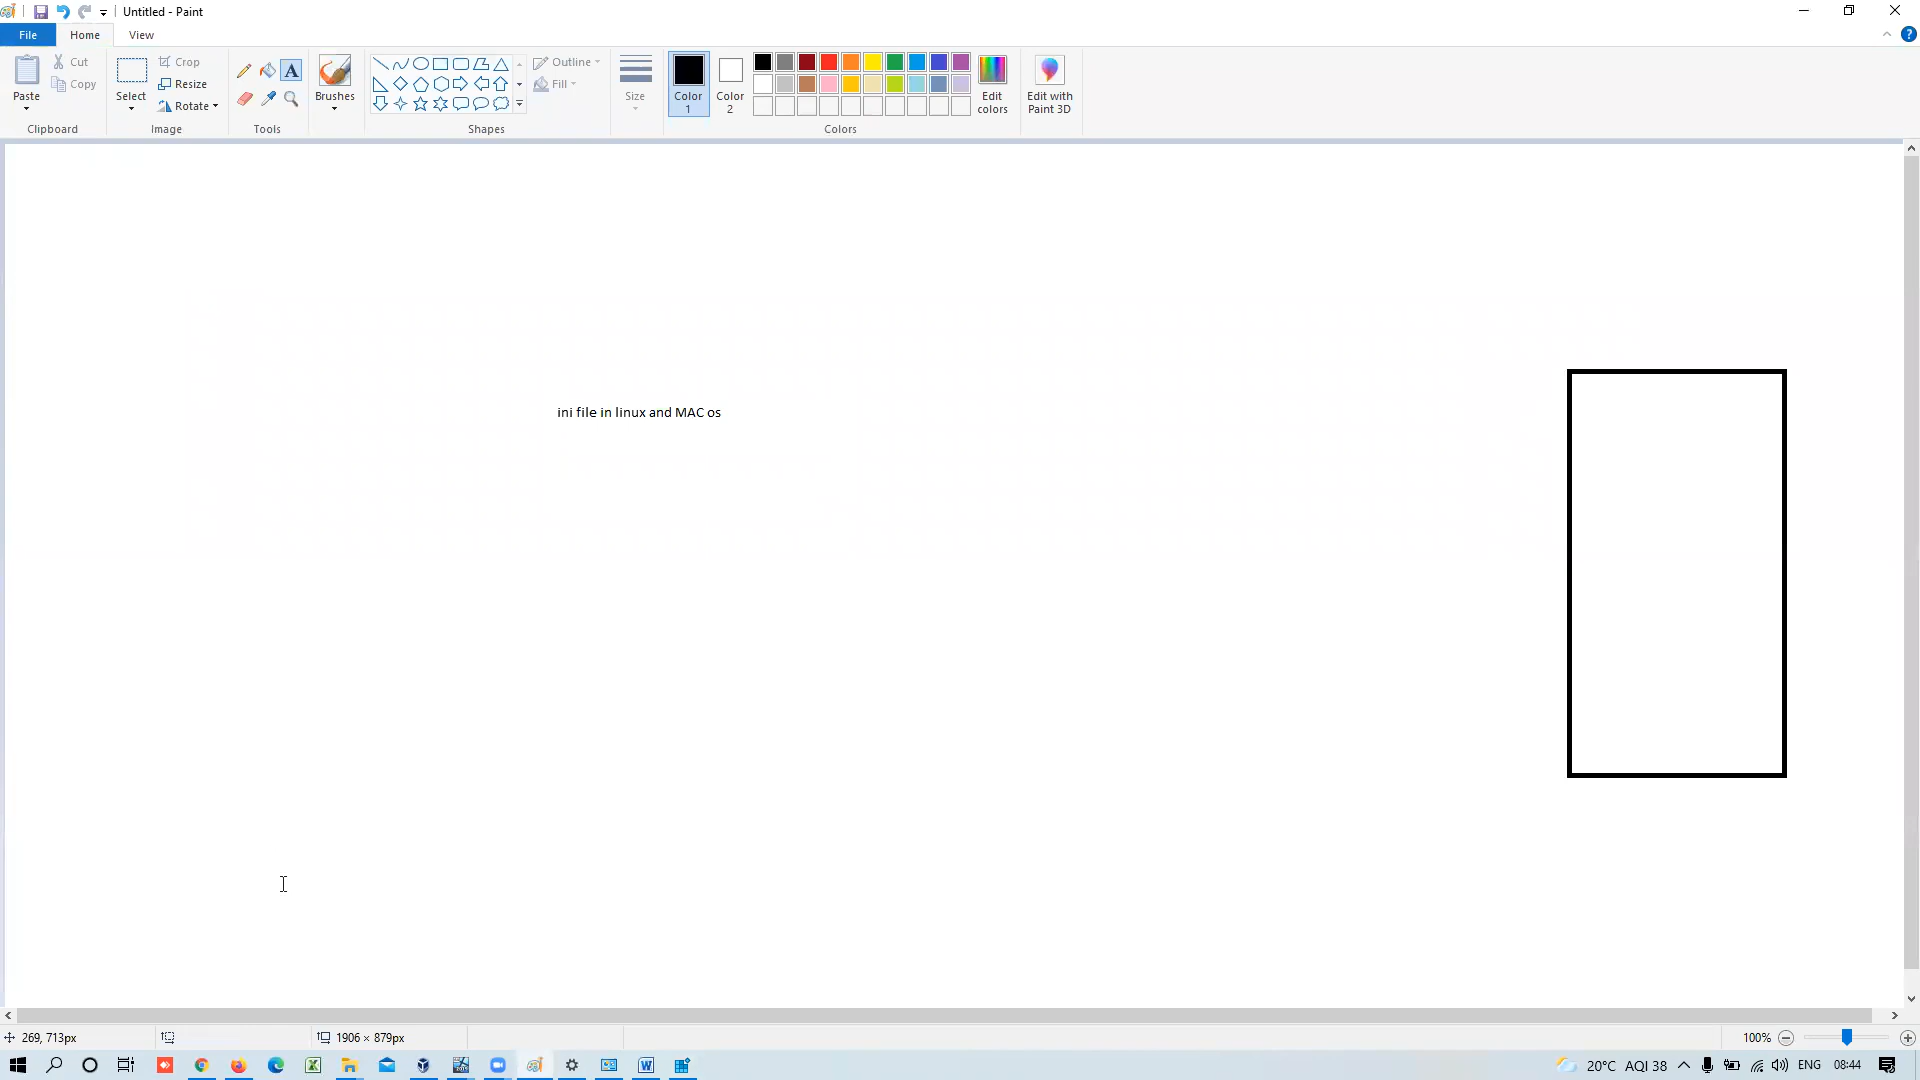 Untitled - Paint
File
Home
View
Paste
Cut
Copy
Clipboard
Select
Crop
Resize
Rotate
Image
A
Tools
Brushes
Shapes
Outline
Fill
Size
Color
1
Color
2
Colors
Edit
colors
Edit with
Paint 3D
ini file in linux and MAC os
269, 713px
1906 × 879px
100%
20°C
AQI 38
ENG
08:44